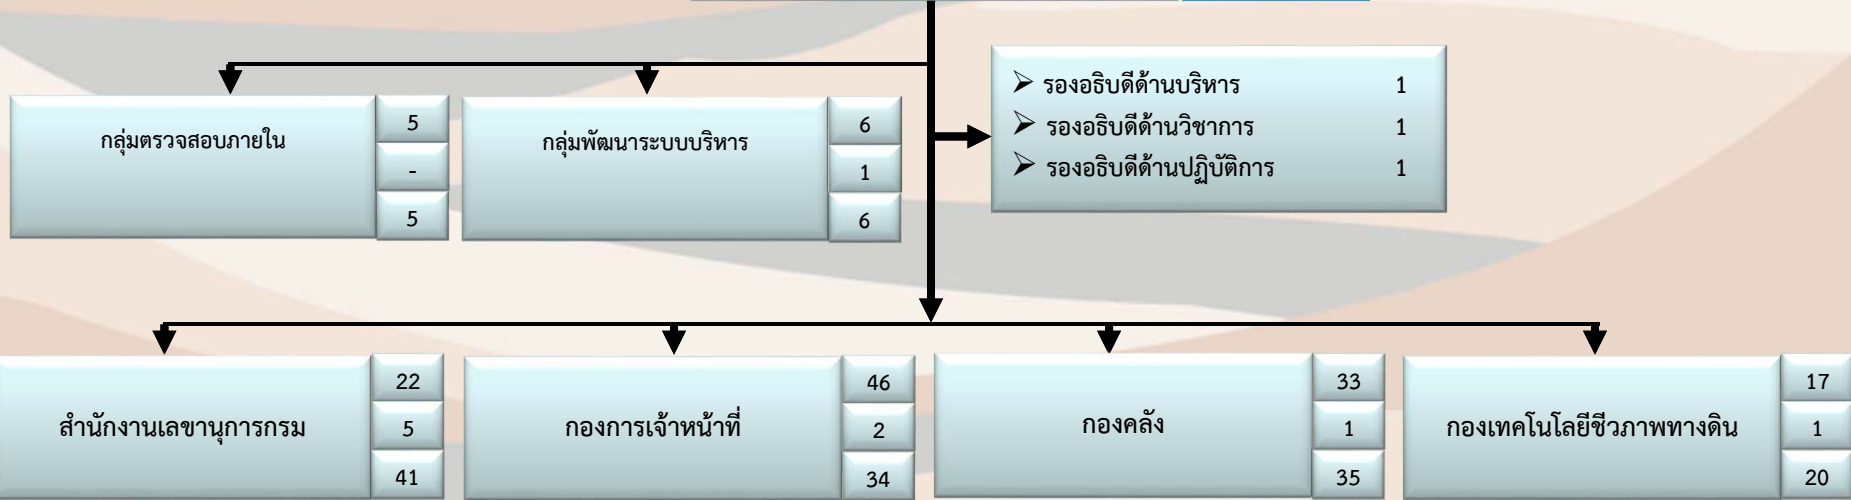 กลุ่มตรวจสอบภายใน
5
-
5
กลุ่มพัฒนาระบบบริหาร
6
1
6
➢ รองอธิบดีด้านบริหาร 1
➢ รองอธิบดีด้านวิชาการ 1
➢ รองอธิบดีด้านปฏิบัติการ 1
สำนักงานเลขานุการกรม
22
5
41
กองการเจ้าหน้าที่
46
2
34
กองคลัง
33
1
35
กองเทคโนโลยีชีวภาพทางดิน
17
1
20